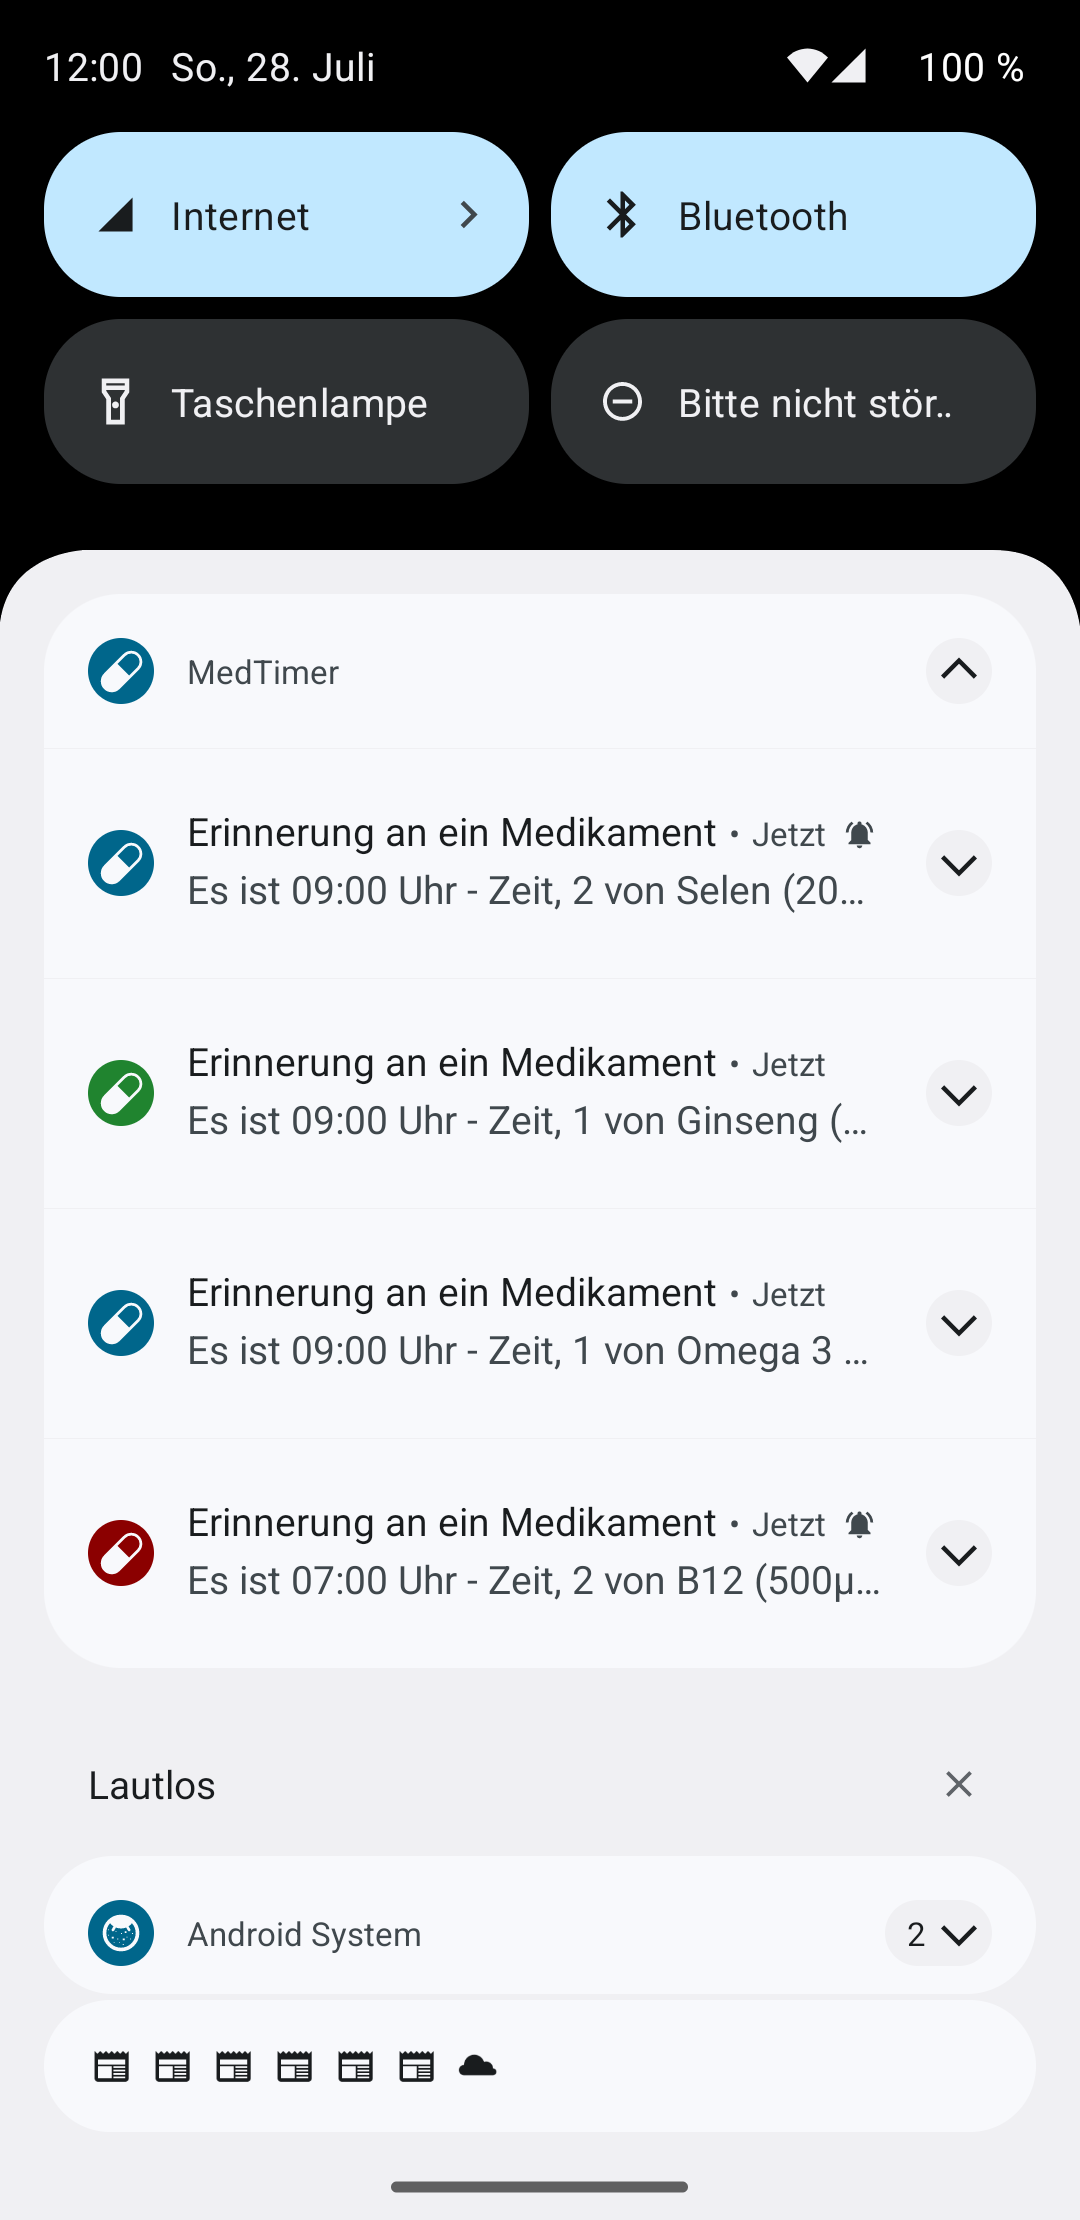 12:00 So., 28. Juli 100 %
Internet
Bluetooth
Taschenlampe
Bitte nicht stör..
MedTimer
Erinnerung an ein Medikament • Jetzt
Es ist 09:00 Uhr - Zeit, 2 von Selen (20…
Erinnerung an ein Medikament • Jetzt
Es ist 09:00 Uhr - Zeit, 1 von Ginseng (…
Erinnerung an ein Medikament • Jetzt
Es ist 09:00 Uhr - Zeit, 1 von Omega 3 …
Erinnerung an ein Medikament • Jetzt
Es ist 07:00 Uhr - Zeit, 2 von B12 (500µ…
Lautlos
Android System 2